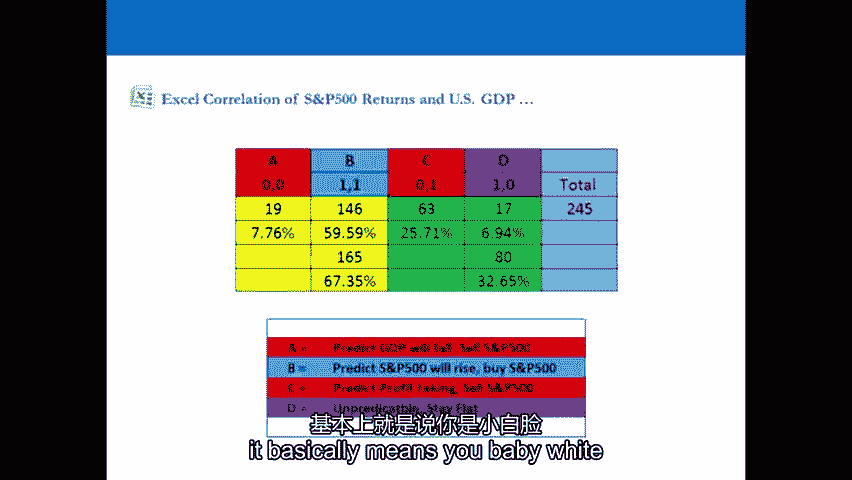 Excel Correlation of S&P500 Returns and U.S. GDP ...
A B C D
0,0 1,1 0,1 1,0 Total
19 146 63 17 245
7.76% 59.59% 25.71% 6.94%
165 80
67.35% 32.65%
A = Predict GDP will fall, Sell S&P500
B = Predict S&P500 will rise, buy S&P500
C = Predict Profit taking, Sell S&P500
D = Unpredicatble, Stay Flat
基本上就是说你是小白脸
it basically means you baby white